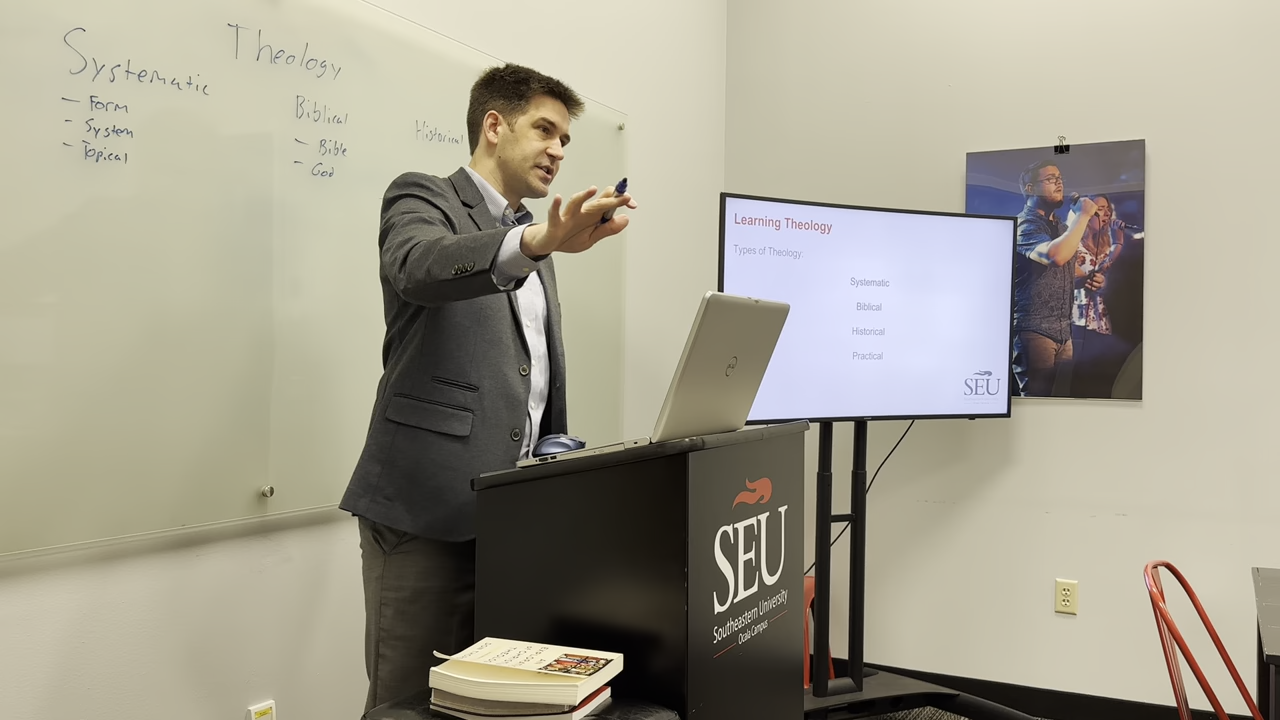 Systematic
- Form
- System
- Topical
Theology
Biblical
- Bible
- God
Historical
Learning Theology
Types of Theology:
Systematic
Biblical
Historical
Practical
SEU
SEU
Southeastern University
Ocala Campus